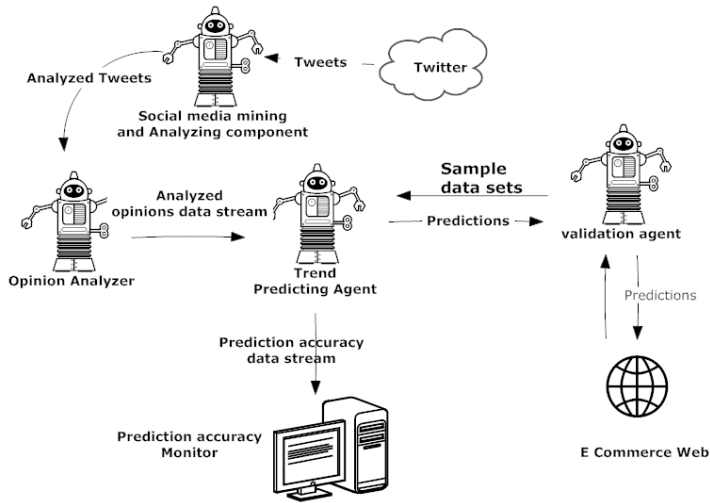 Tweets
Twitter
Analyzed Tweets
Social media mining
and Analyzing component
Sample
data sets
Analyzed
opinions data stream
Predictions
validation agent
Opinion Analyzer
Trend
Predicting Agent
Predictions
Prediction accuracy
data stream
Prediction accuracy
Monitor
E Commerce Web